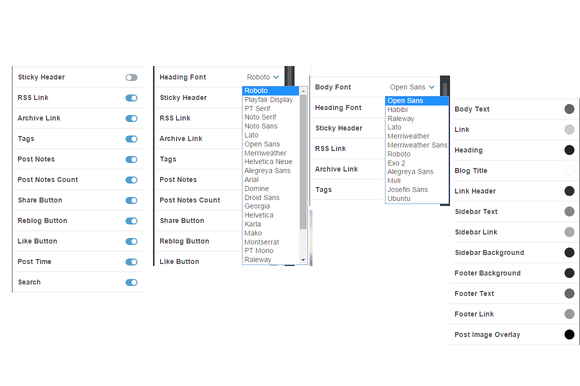 Sticky Header
RSS Link
Archive Link
Tags
Post Notes
Post Notes Count
Share Button
Reblog Button
Like Button
Post Time
Search
Heading Font Roboto
Sticky Header
RSS Link
Archive Link
Tags
Post Notes
Post Notes Count
Share Button
Reblog Button
Like Button
Roboto
Playfair Display
PT Serif
Noto Serif
Noto Sans
Lato
Open Sans
Merriweather
Helvetica Neue
Alegreya Sans
Arial
Domine
Droid Sans
Georgia
Helvetica
Karla
Mako
Montserrat
PT Mono
Raleway
Body Font Open Sans
Heading Font
Sticky Header
RSS Link
Archive Link
Tags
Open Sans
Habibi
Raleway
Lato
Merriweather
Merriweather Sans
Roboto
Exo 2
Alegreya Sans
Muli
Josefin Sans
Ubuntu
Body Text
Link
Heading
Blog Title
Link Header
Sidebar Text
Sidebar Link
Sidebar Background
Footer Background
Footer Text
Footer Link
Post Image Overlay